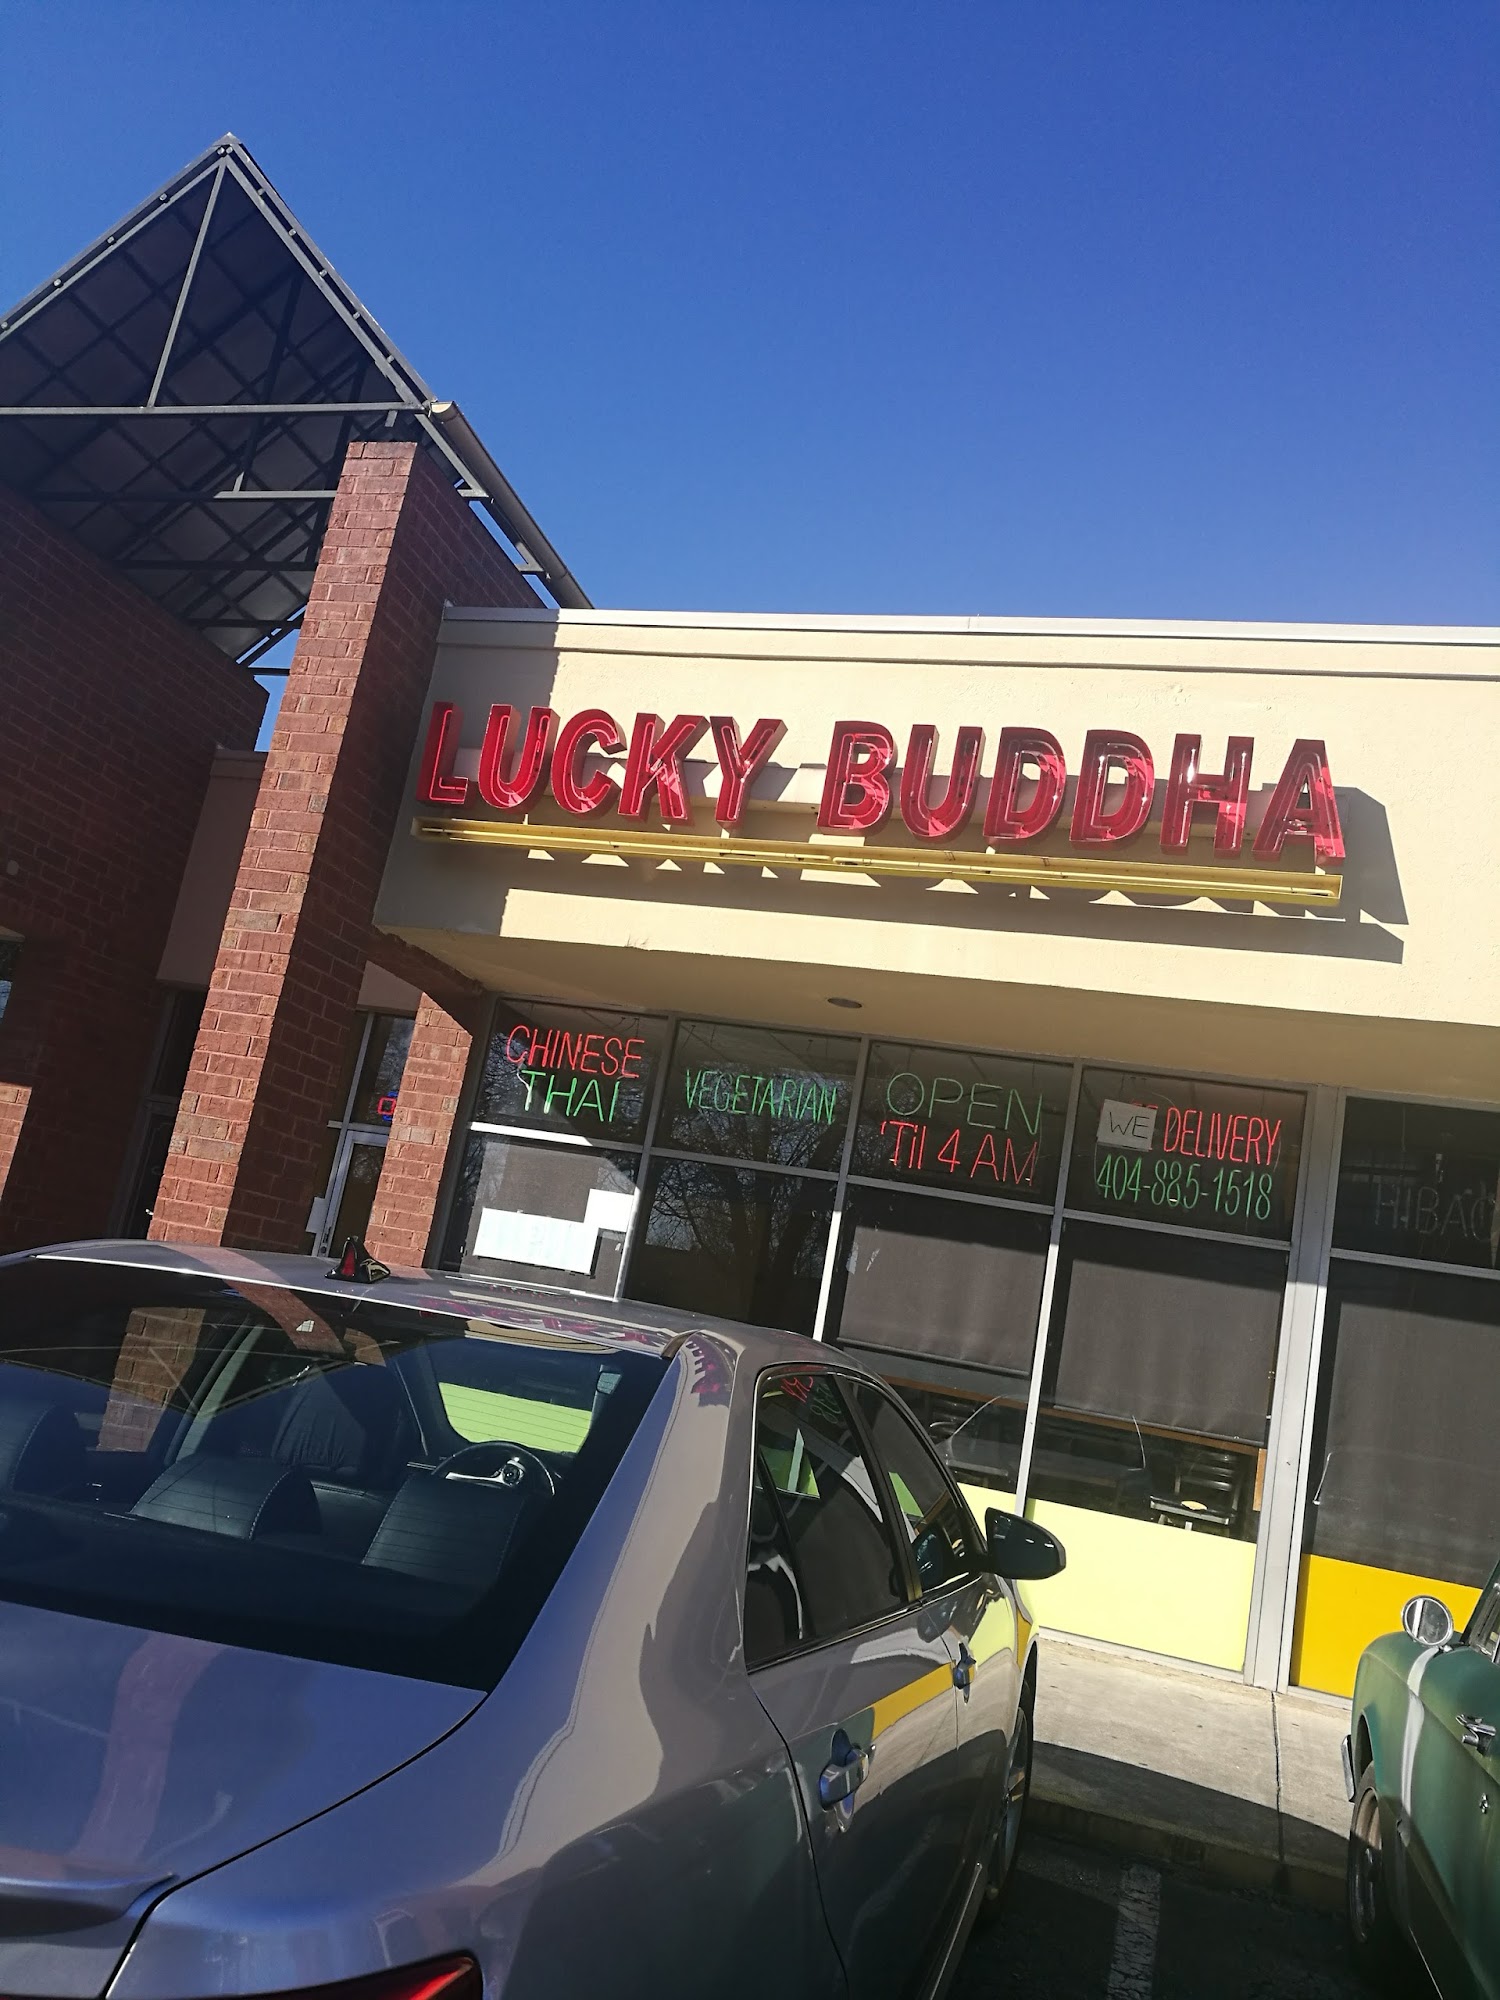 LUCKY BUDDHA
CHINESE
THAI
VEGETARIAN
OPEN
'Til 4 AM
WE DELIVERY
404-885-1518